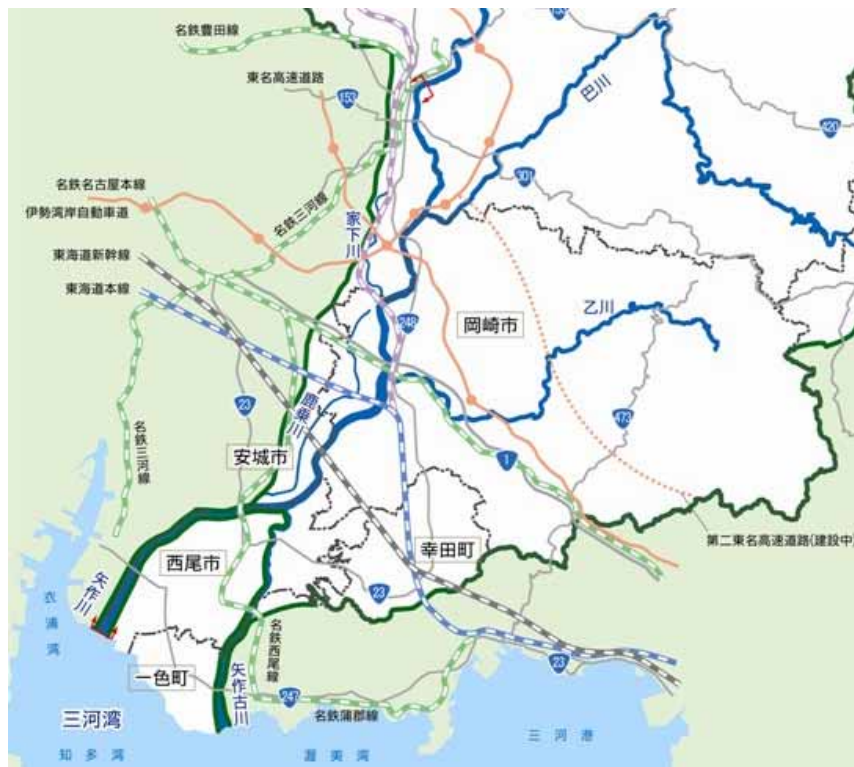 名鉄豊田線
東名高速道路
153
巴川
420
301
名鉄名古屋本線
伊勢湾岸自動車道
名鉄三河線
家下川
東海道新幹線
東海道本線
248
岡崎市
乙川
23
鹿乗川
473
名鉄三河線
安城市
1
第二東名高速道路(建設中)
西尾市
幸田町
矢作川
23
衣浦湾
名鉄西尾線
一色町
矢作古川
23
247
名鉄蒲郡線
三河湾
三河港
知多湾
渥美湾